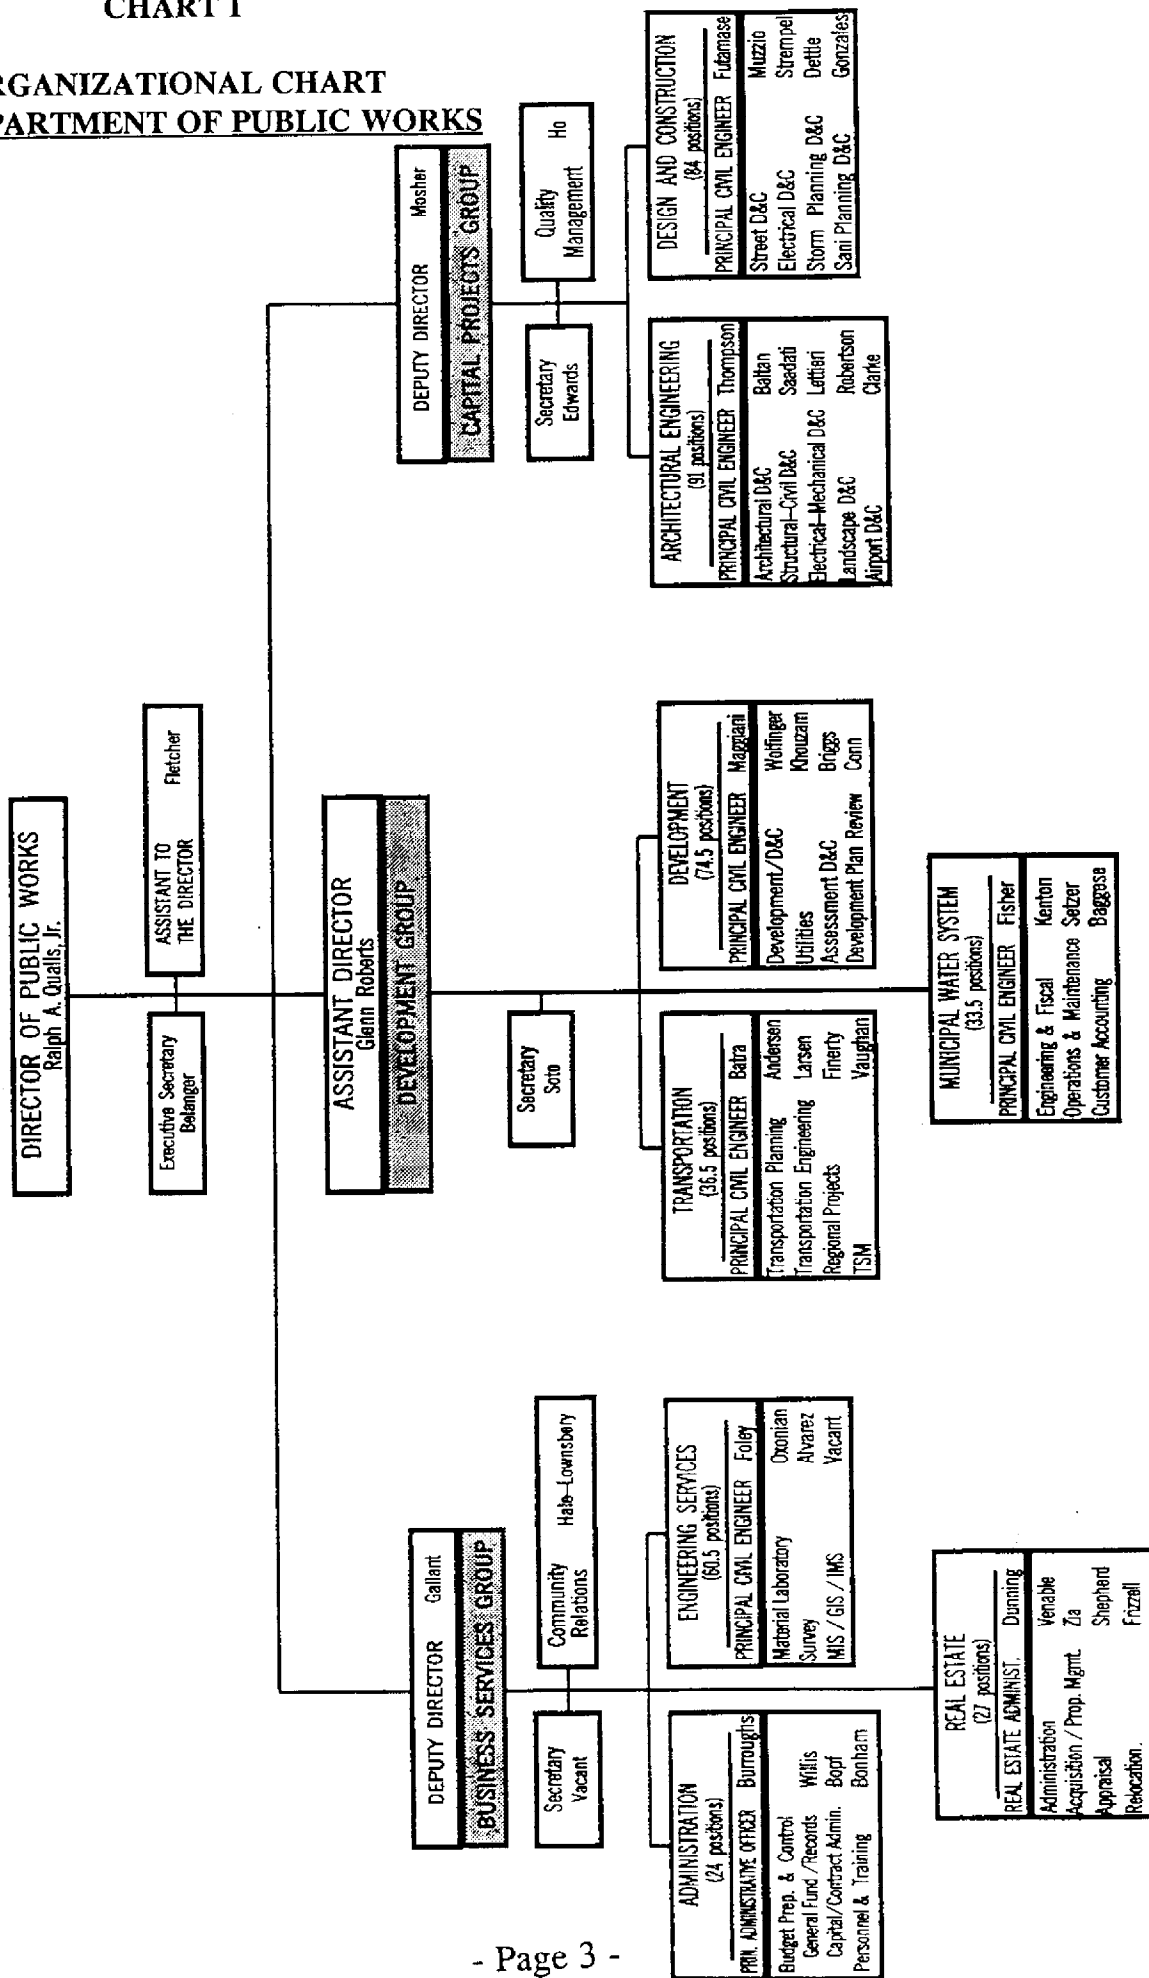 CHART I
RGANIZATIONAL CHART
PARTMENT OF PUBLIC WORKS
DIRECTOR OF PUBLIC WORKS
Ralph A. Qualls, Jr.
Executive Secretary
Belanger
ASSISTANT TO Fletcher
THE DIRECTOR
DEPUTY DIRECTOR Gallant
BUSINESS SERVICES GROUP
Secretary
Vacant
Community Hale-Lownsbery
Relations
ADMINISTRATION
(24 positions)
PRIN. ADMINISTRATIVE OFFICER Burroughs
Budget Prep. & Control
General Fund /Records Willis
Capital/Contract Admin. Bopf
Personnel & Training Bonham
ENGINEERING SERVICES
(60.5 positions)
PRINCIPAL CIVIL ENGINEER Foley
Material Laboratory Oxonian
Survey Alvarez
MIS / GIS / IMS Vacant
REAL ESTATE
(27 positions)
REAL ESTATE ADMINIST. Dunning
Administration Venable
Acquisition / Prop. Mgmt. Zia
Appraisal Shepherd
Relocation. Frizzell
ASSISTANT DIRECTOR
Glenn Roberts
DEVELOPMENT GROUP
Secretary
Soto
TRANSPORTATION
(36.5 positions)
PRINCIPAL CIVIL ENGINEER Batra
Transportation Planning Andersen
Transportation Engineering Larsen
Regional Projects Finerty
TSM Vaughan
DEVELOPMENT
(74.5 positions)
PRINCIPAL CIVIL ENGINEER Maggiani
Development/D&C Wolfinger
Utilities Khouzam
Assessment D&C Briggs
Development Plan Review Conn
MUNICIPAL WATER SYSTEM
(33.5 positions)
PRINCIPAL CIVIL ENGINEER Fisher
Engineering & Fiscal Kenton
Operations & Maintenance Setzer
Customer Accounting Baggese
DEPUTY DIRECTOR Mosher
CAPITAL PROJECTS GROUP
Secretary
Edwards
Quality Ho
Management
ARCHITECTURAL ENGINEERING
(91 positions)
PRINCIPAL CIVIL ENGINEER Thompson
Architectural D&C Baltan
Structural-Civil D&C Saadati
Electrical-Mechanical D&C Lettieri
Landscape D&C Robertson
Airport D&C Clarke
DESIGN AND CONSTRUCTION
(84 positions)
PRINCIPAL CIVIL ENGINEER Futamase
Street D&C Muzzio
Electrical D&C Strempel
Storm Planning D&C Dettle
Sani Planning D&C Gonzales
- Page 3 -